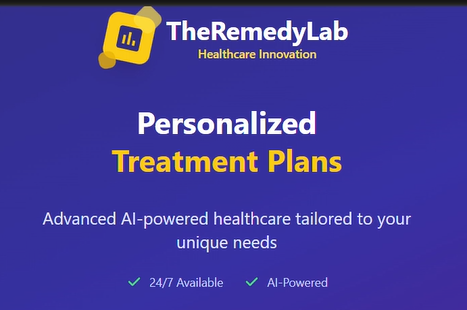 TheRemedyLab
Healthcare Innovation
Personalized
Treatment Plans
Advanced AI-powered healthcare tailored to your
unique needs
24/7 Available
AI-Powered